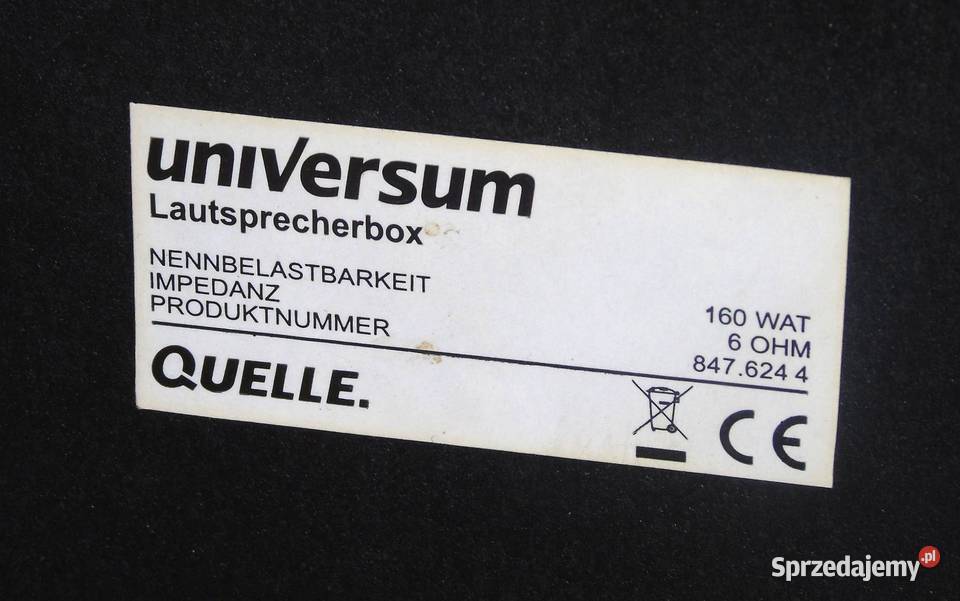 universum
Lautsprecherbox
NENNBELASTBARKEIT 160 WAT
IMPEDANZ 6 OHM
PRODUKTNUMMER 847.624 4
QUELLE.
CE
Sprzedajemy.pl